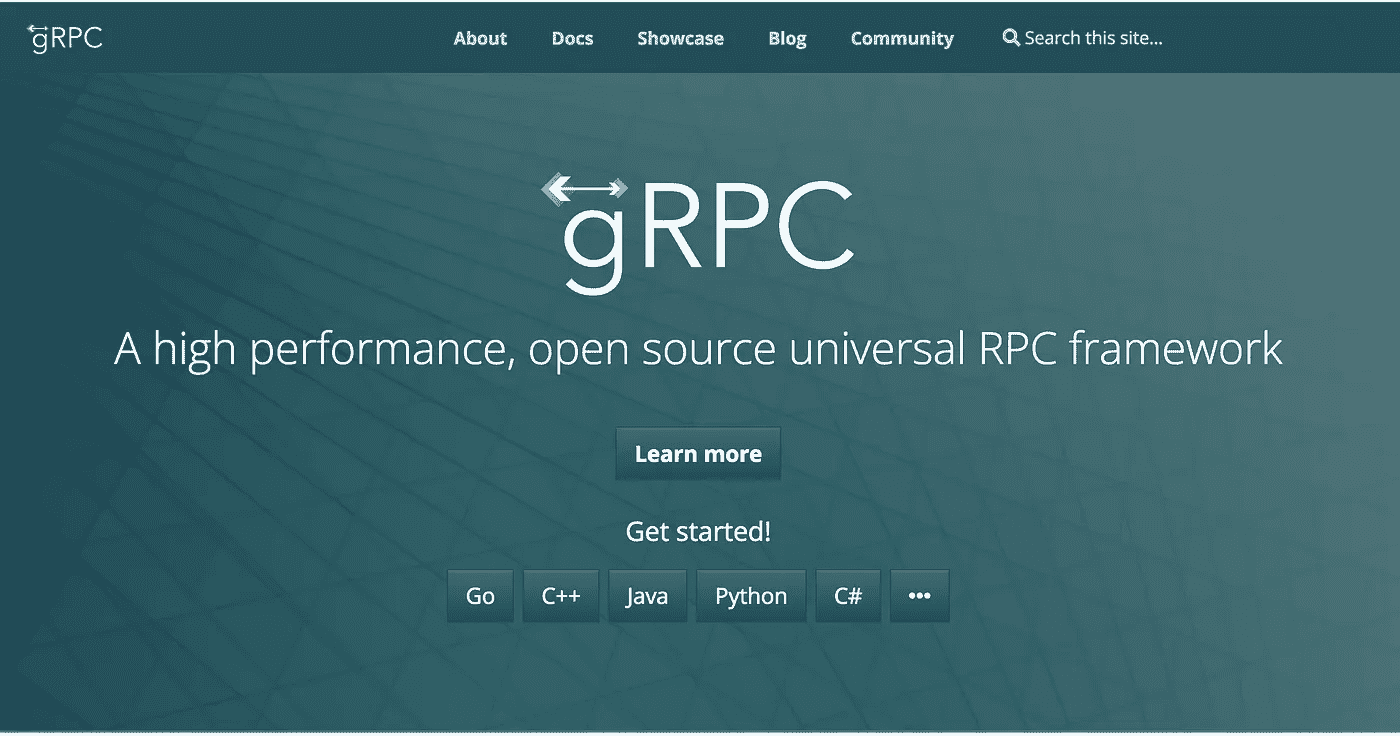 gRPC About Docs Showcase Blog Community Search this site...
gRPC
A high performance, open source universal RPC framework
Learn more
Get started!
Go C++ Java Python C# •••